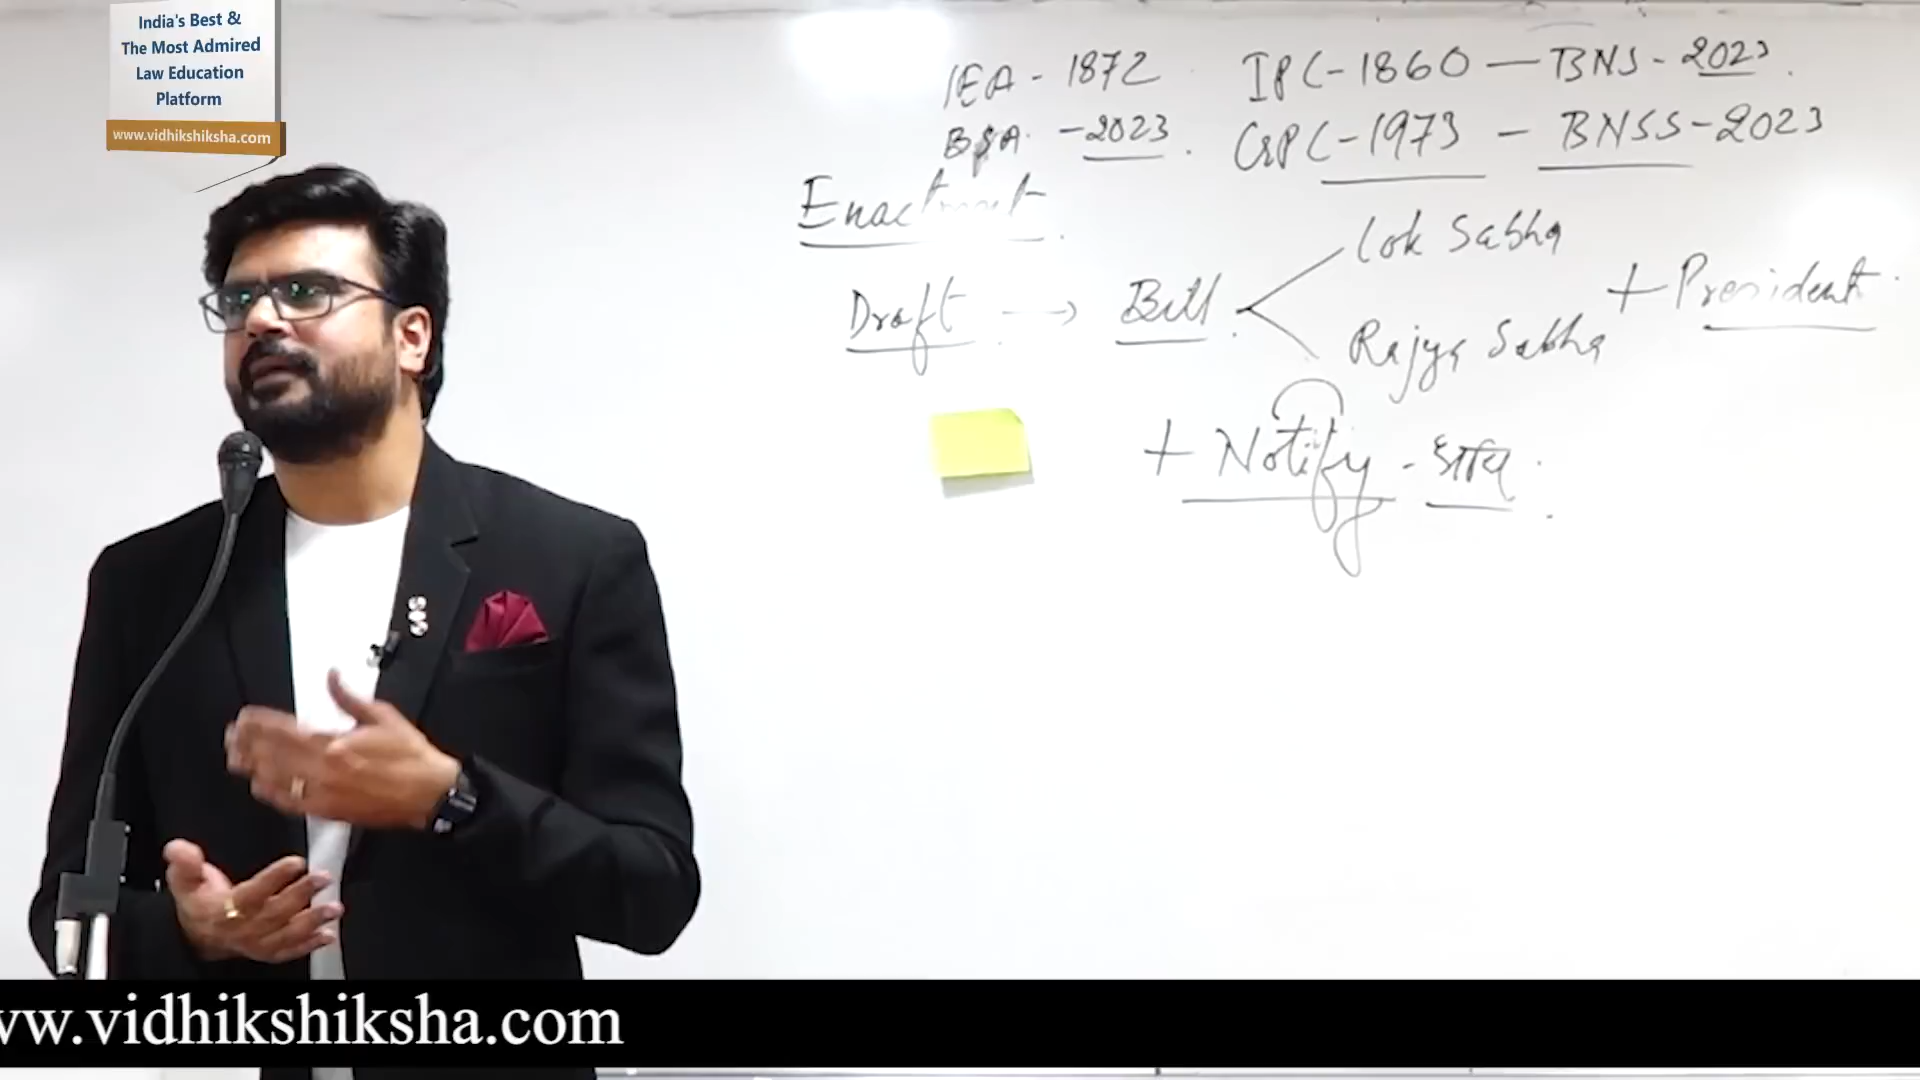 India's Best &
The Most Admired
Law Education
Platform
www.vidhikshiksha.com
IEA - 1872
BSA - 2023.
IPC - 1860 — BNS - 2023.
CrPC - 1973 - BNSS - 2023
Enactment.
Draft → Bill.
Lok Sabha
Rajya Sabha
+ President.
+ Notify -
ww.vidhikshiksha.com